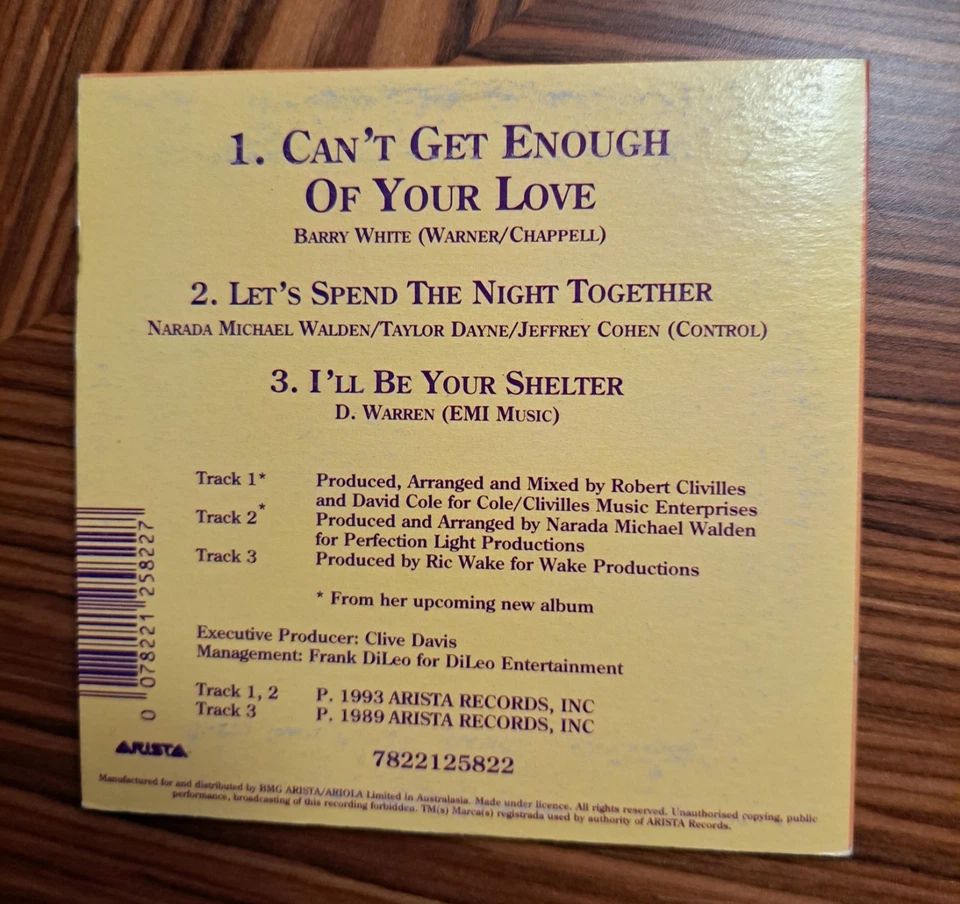 1. CAN'T GET ENOUGH
OF YOUR LOVE
BARRY WHITE (WARNER/CHAPPELL)
2. LET'S SPEND THE NIGHT TOGETHER
NARADA MICHAEL WALDEN/TAYLOR DAYNE/JEFFREY COHEN (CONTROL)
3. I'LL BE YOUR SHELTER
D. WARREN (EMI MUSIC)
Track 1* Produced, Arranged and Mixed by Robert Clivilles
and David Cole for Cole/Clivilles Music Enterprises
Track 2* Produced and Arranged by Narada Michael Walden
for Perfection Light Productions
Track 3 Produced by Ric Wake for Wake Productions
* From her upcoming new album
Executive Producer: Clive Davis
Management: Frank DiLeo for DiLeo Entertainment
Track 1, 2 P. 1993 ARISTA RECORDS, INC
Track 3 P. 1989 ARISTA RECORDS, INC
0 078221 258227
ARISTA
7822125822
Manufactured for and distributed by BMG ARISTA/ARIOLA Limited in Australasia. Made under licence. All rights reserved. Unauthorised copying, public
performance, broadcasting of this recording forbidden. TM(s) Marca(s) registrada used by authority of ARISTA Records.